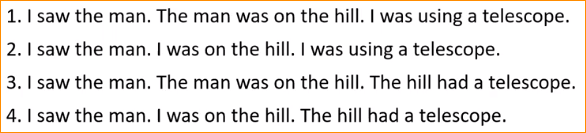 1. I saw the man. The man was on the hill. I was using a telescope.
2. I saw the man. I was on the hill. I was using a telescope.
3. I saw the man. The man was on the hill. The hill had a telescope.
4. I saw the man. I was on the hill. The hill had a telescope.